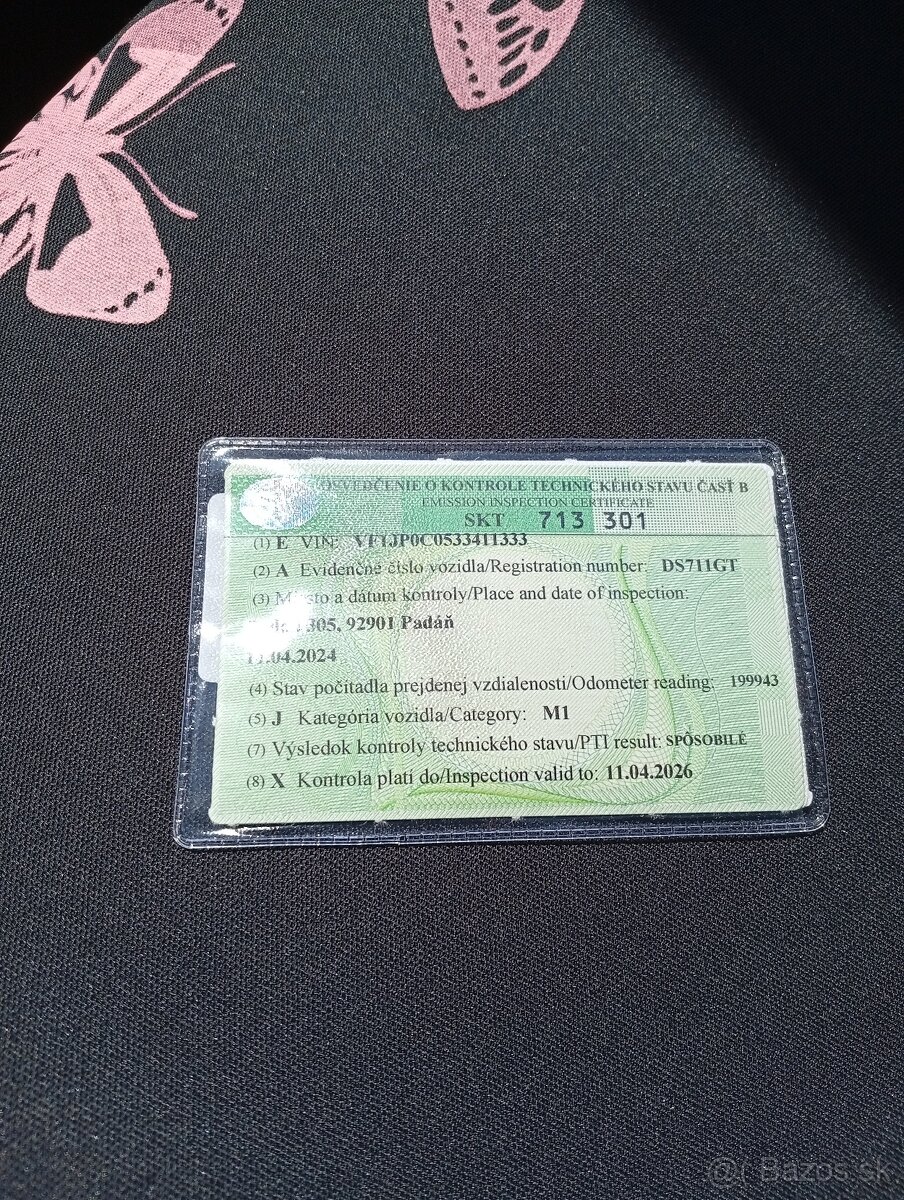 OSVEDČENIE O KONTROLE TECHNICKÉHO STAVU ČASŤ B
EMISSION INSPECTION CERTIFICATE
SKT 713 301
(1) E VIN: VF1JP0C0533411333
(2) A Evidenčné číslo vozidla/Registration number: DS711GT
(3) Miesto a dátum kontroly/Place and date of inspection:
305, 92901 Padáň
11.04.2024
(4) Stav počítadla prejdenej vzdialenosti/Odometer reading: 199943
(5) J Kategória vozidla/Category: M1
(7) Výsledok kontroly technického stavu/PTI result: SPÔSOBILÉ
(8) X Kontrola platí do/Inspection valid to: 11.04.2026
@( Bazos.sk